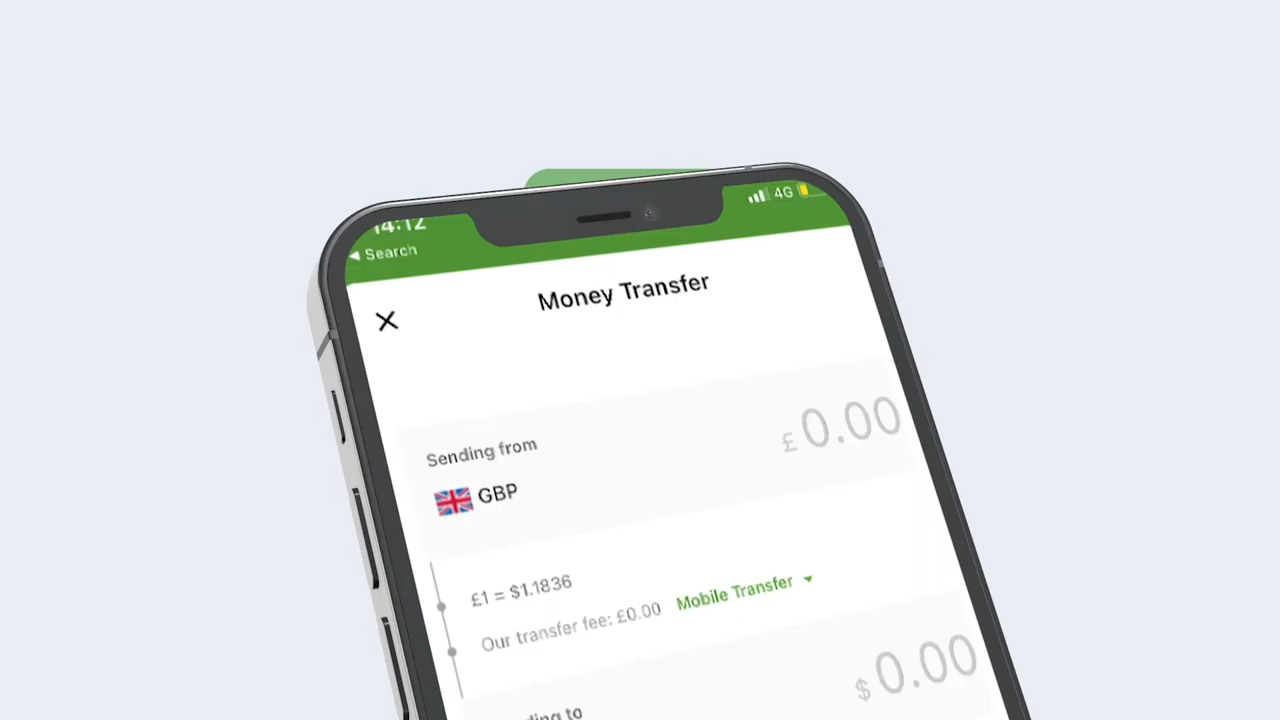 14:12
4G
◀ Search
Money Transfer
Sending from
£0.00
GBP
£1 = $1.1836
Our transfer fee: £0.00 Mobile Transfer
$0.00
to